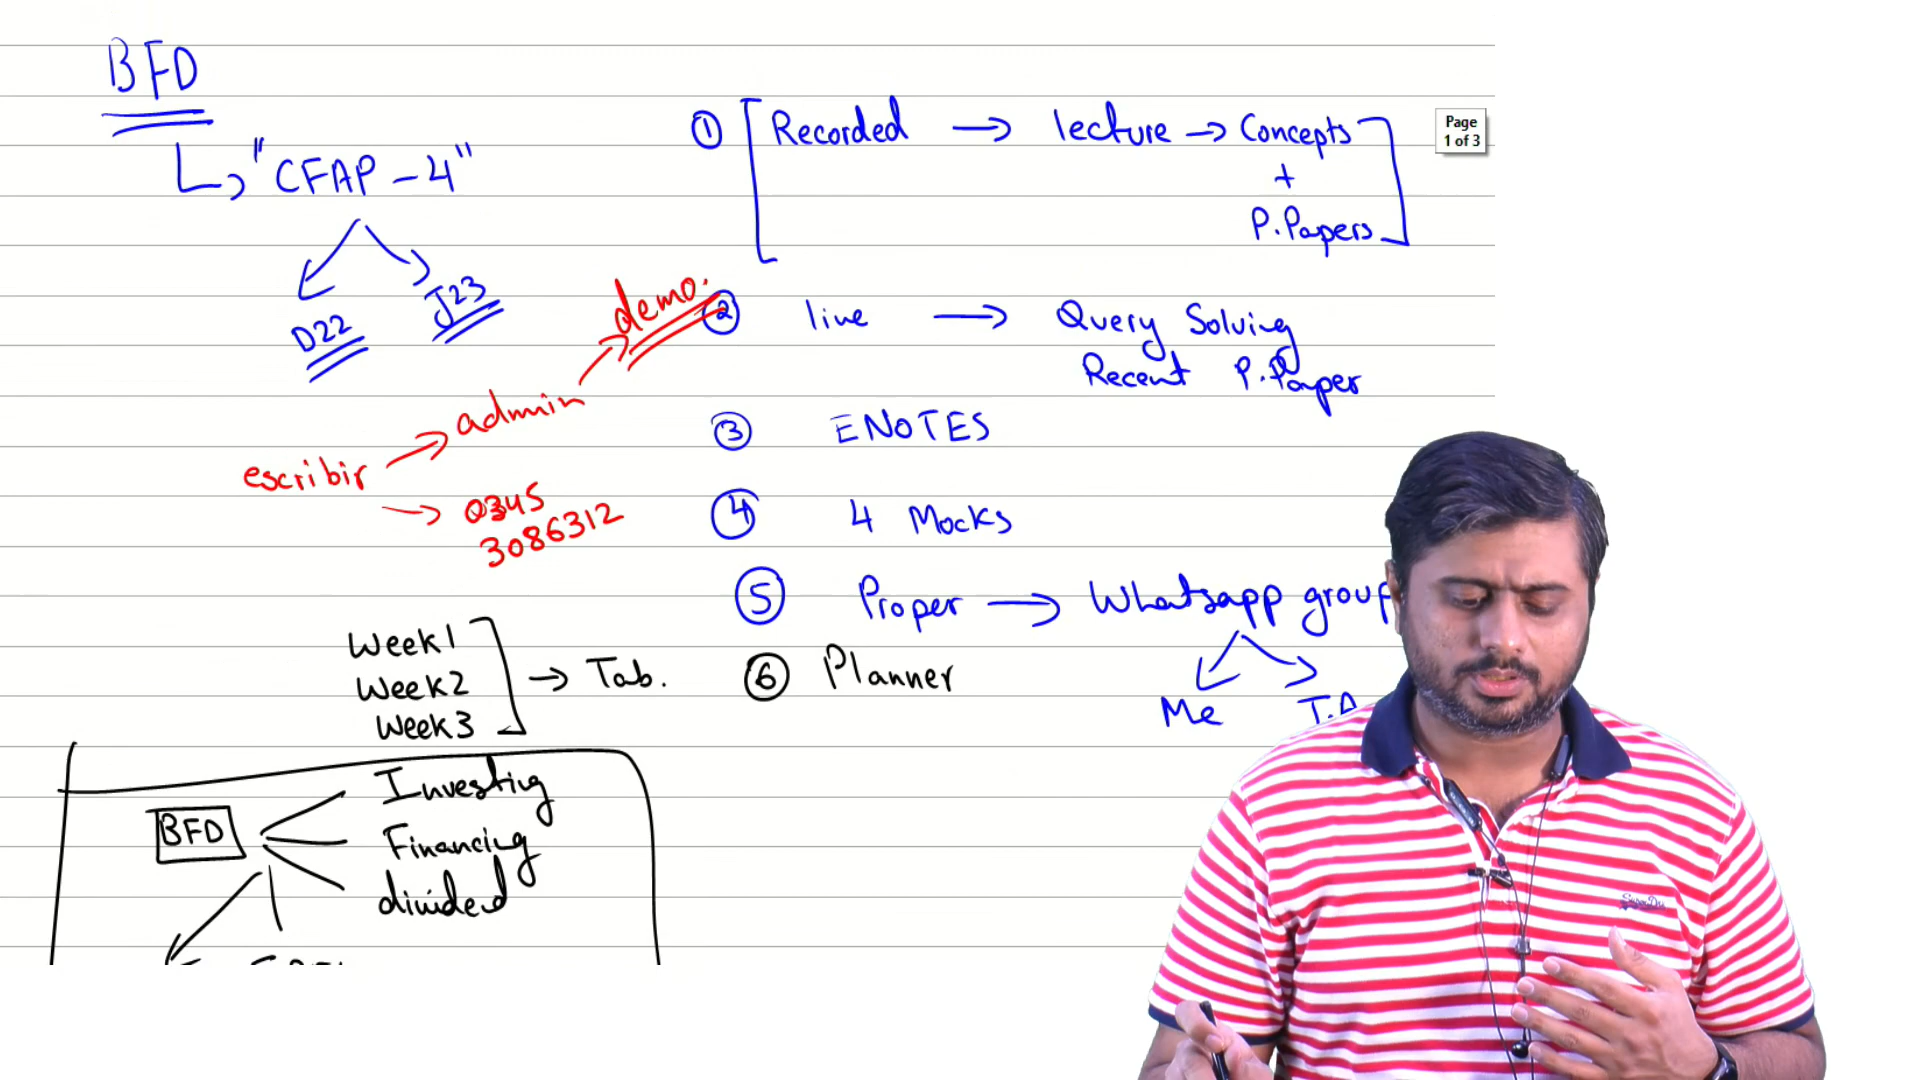 BFD
"CFAP-4"
D22
J23
① Recorded → lecture → Concepts
+
P.Papers
demo.
② live → Query Solving
Recent P.Paper
admin
③ ENOTES
escribir
0345
3086312
④ 4 Mocks
⑤ Proper → Whatsapp group
Me T.A
Week1
Week2 → Tab.
Week3
⑥ Planner
BFD
Investing
Financing
divided
Page
1 of 3